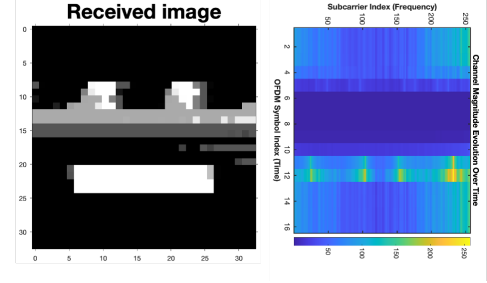 Received image
0
5
10
15
20
25
30
0 5 10 15 20 25 30
Channel Magnitude Evolution Over Time
Subcarrier Index (Frequency)
50 100 150 200 250
OFDM Symbol Index (Time)
2
4
6
8
10
12
14
16
50 100 150 200 250